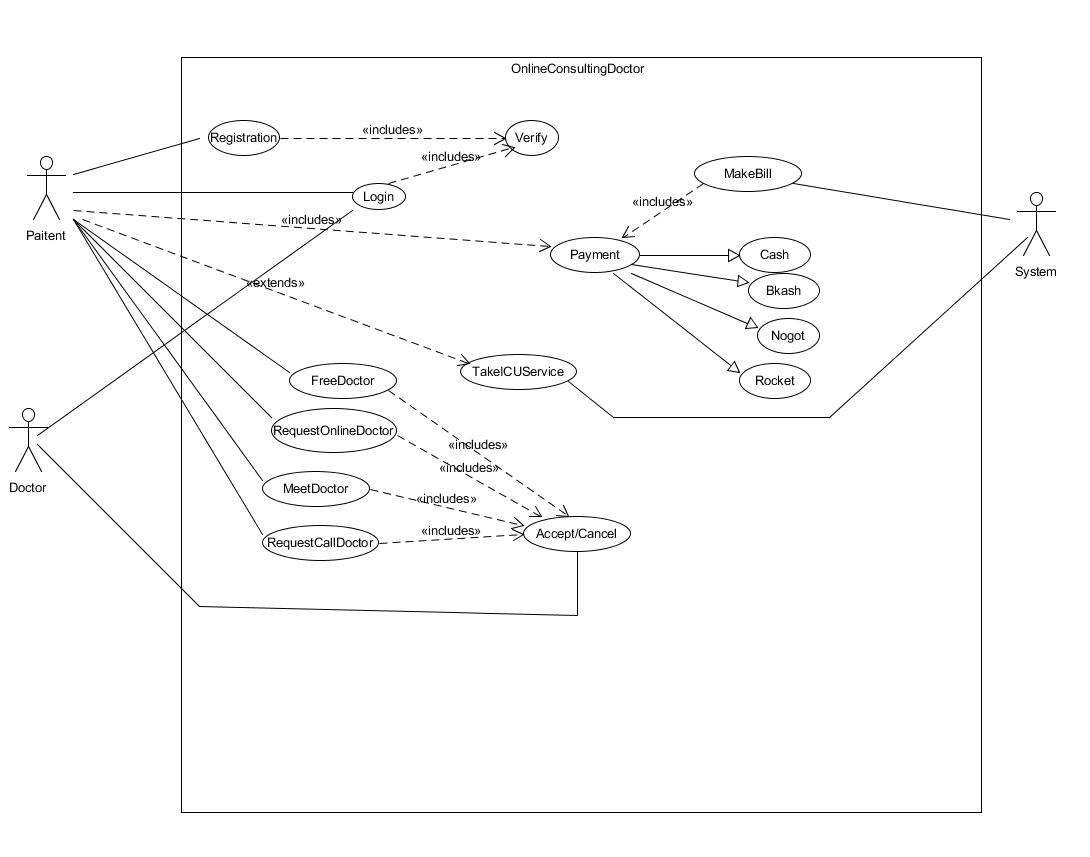 OnlineConsultingDoctor
Registration
«includes»
Verify
«includes»
Login
MakeBill
«includes»
Paitent
«includes»
Payment
Cash
System
«extends»
Bkash
Nogot
TakeICUService
FreeDoctor
Rocket
RequestOnlineDoctor
«includes»
«includes»
Doctor
MeetDoctor
«includes»
RequestCallDoctor
«includes»
Accept/Cancel